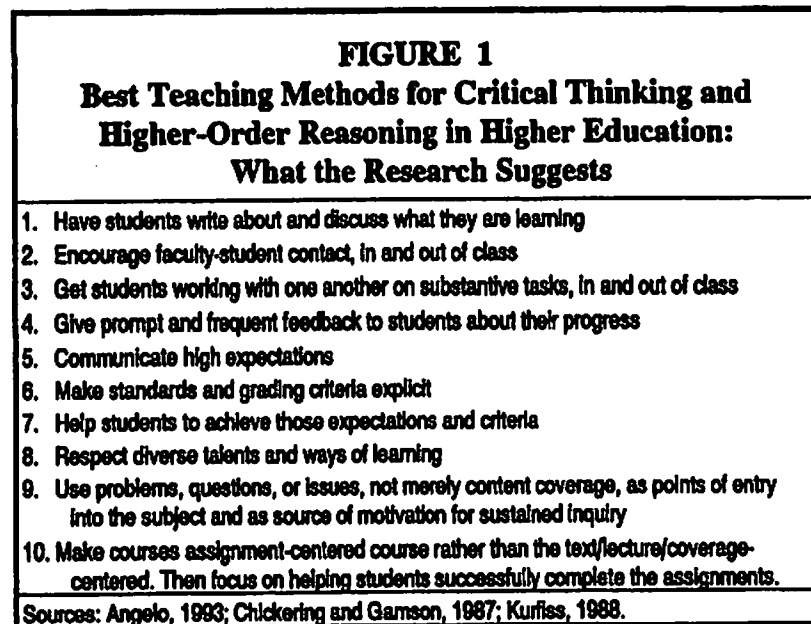 FIGURE 1
Best Teaching Methods for Critical Thinking and
Higher-Order Reasoning in Higher Education:
What the Research Suggests
1. Have students write about and discuss what they are learning
2. Encourage faculty-student contact, in and out of class
3. Get students working with one another on substantive tasks, in and out of class
4. Give prompt and frequent feedback to students about their progress
5. Communicate high expectations
6. Make standards and grading criteria explicit
7. Help students to achieve those expectations and criteria
8. Respect diverse talents and ways of learning
9. Use problems, questions, or issues, not merely content coverage, as points of entry
into the subject and as source of motivation for sustained inquiry
10. Make courses assignment-centered course rather than the text/lecture/coverage-
centered. Then focus on helping students successfully complete the assignments.
Sources: Angelo, 1993; Chickering and Gamson, 1987; Kurfiss, 1988.